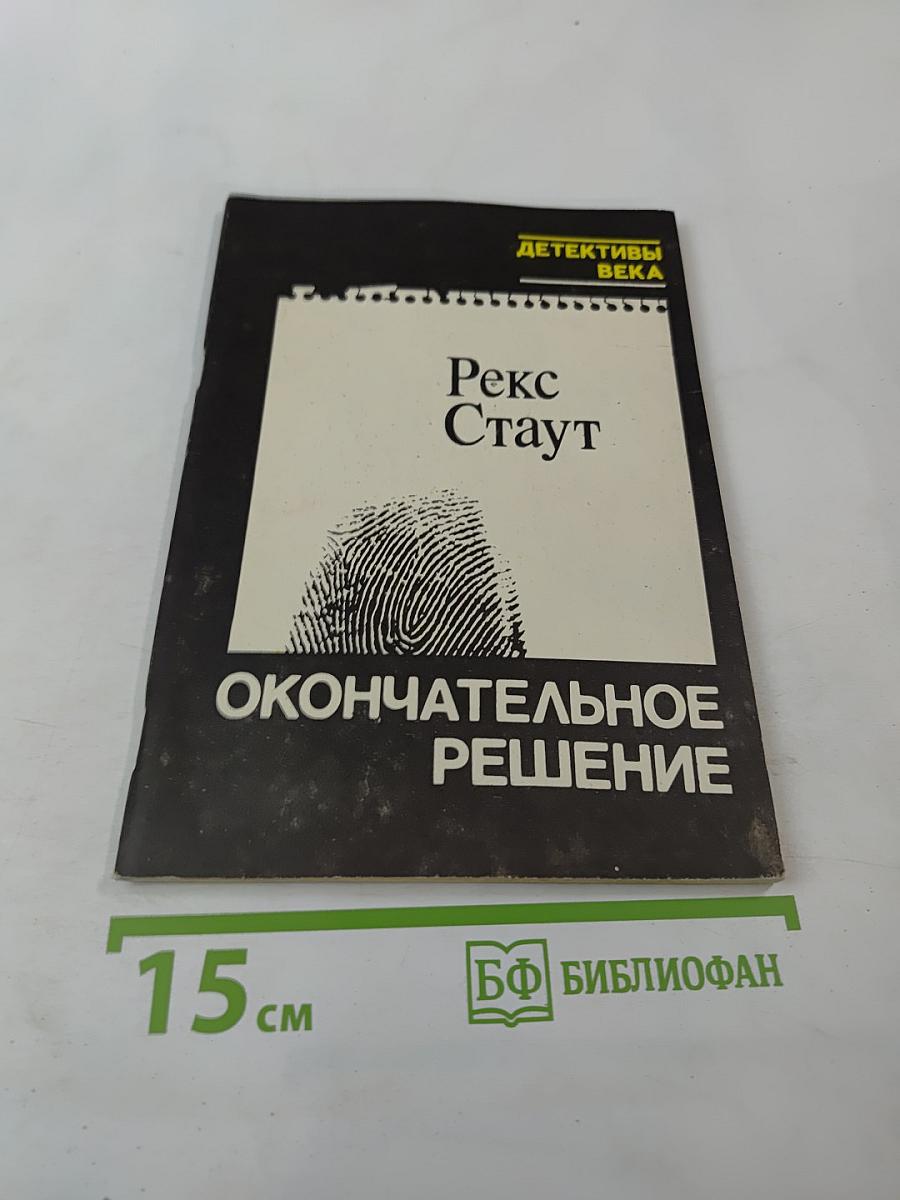 ДЕТЕКТИВЫ
ВЕКА
Рекс
Стаут
ОКОНЧАТЕЛЬНОЕ
РЕШЕНИЕ
15 см
БФ БИБЛИОФАН